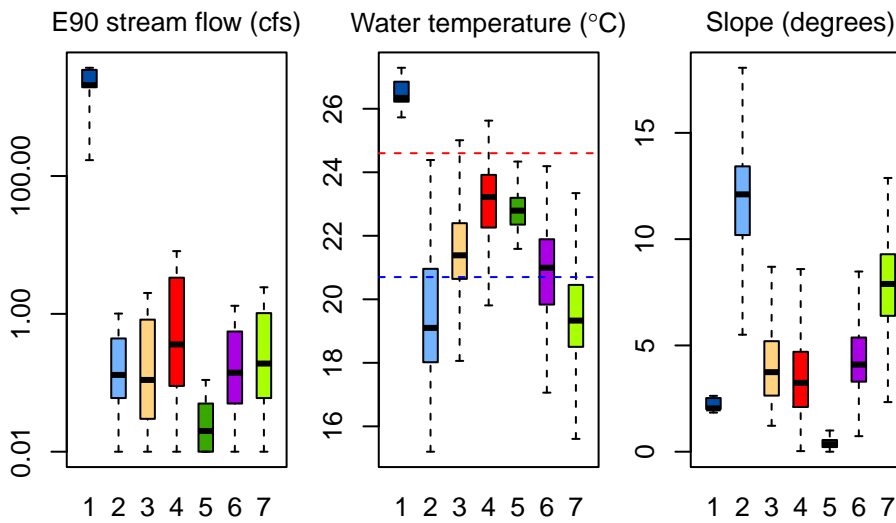 E90 stream flow (cfs)
0.01
1.00
100.00
1 2 3 4 5 6 7
Water temperature (°C)
16
18
20
22
24
26
1 2 3 4 5 6 7
Slope (degrees)
0
5
10
15
1 2 3 4 5 6 7